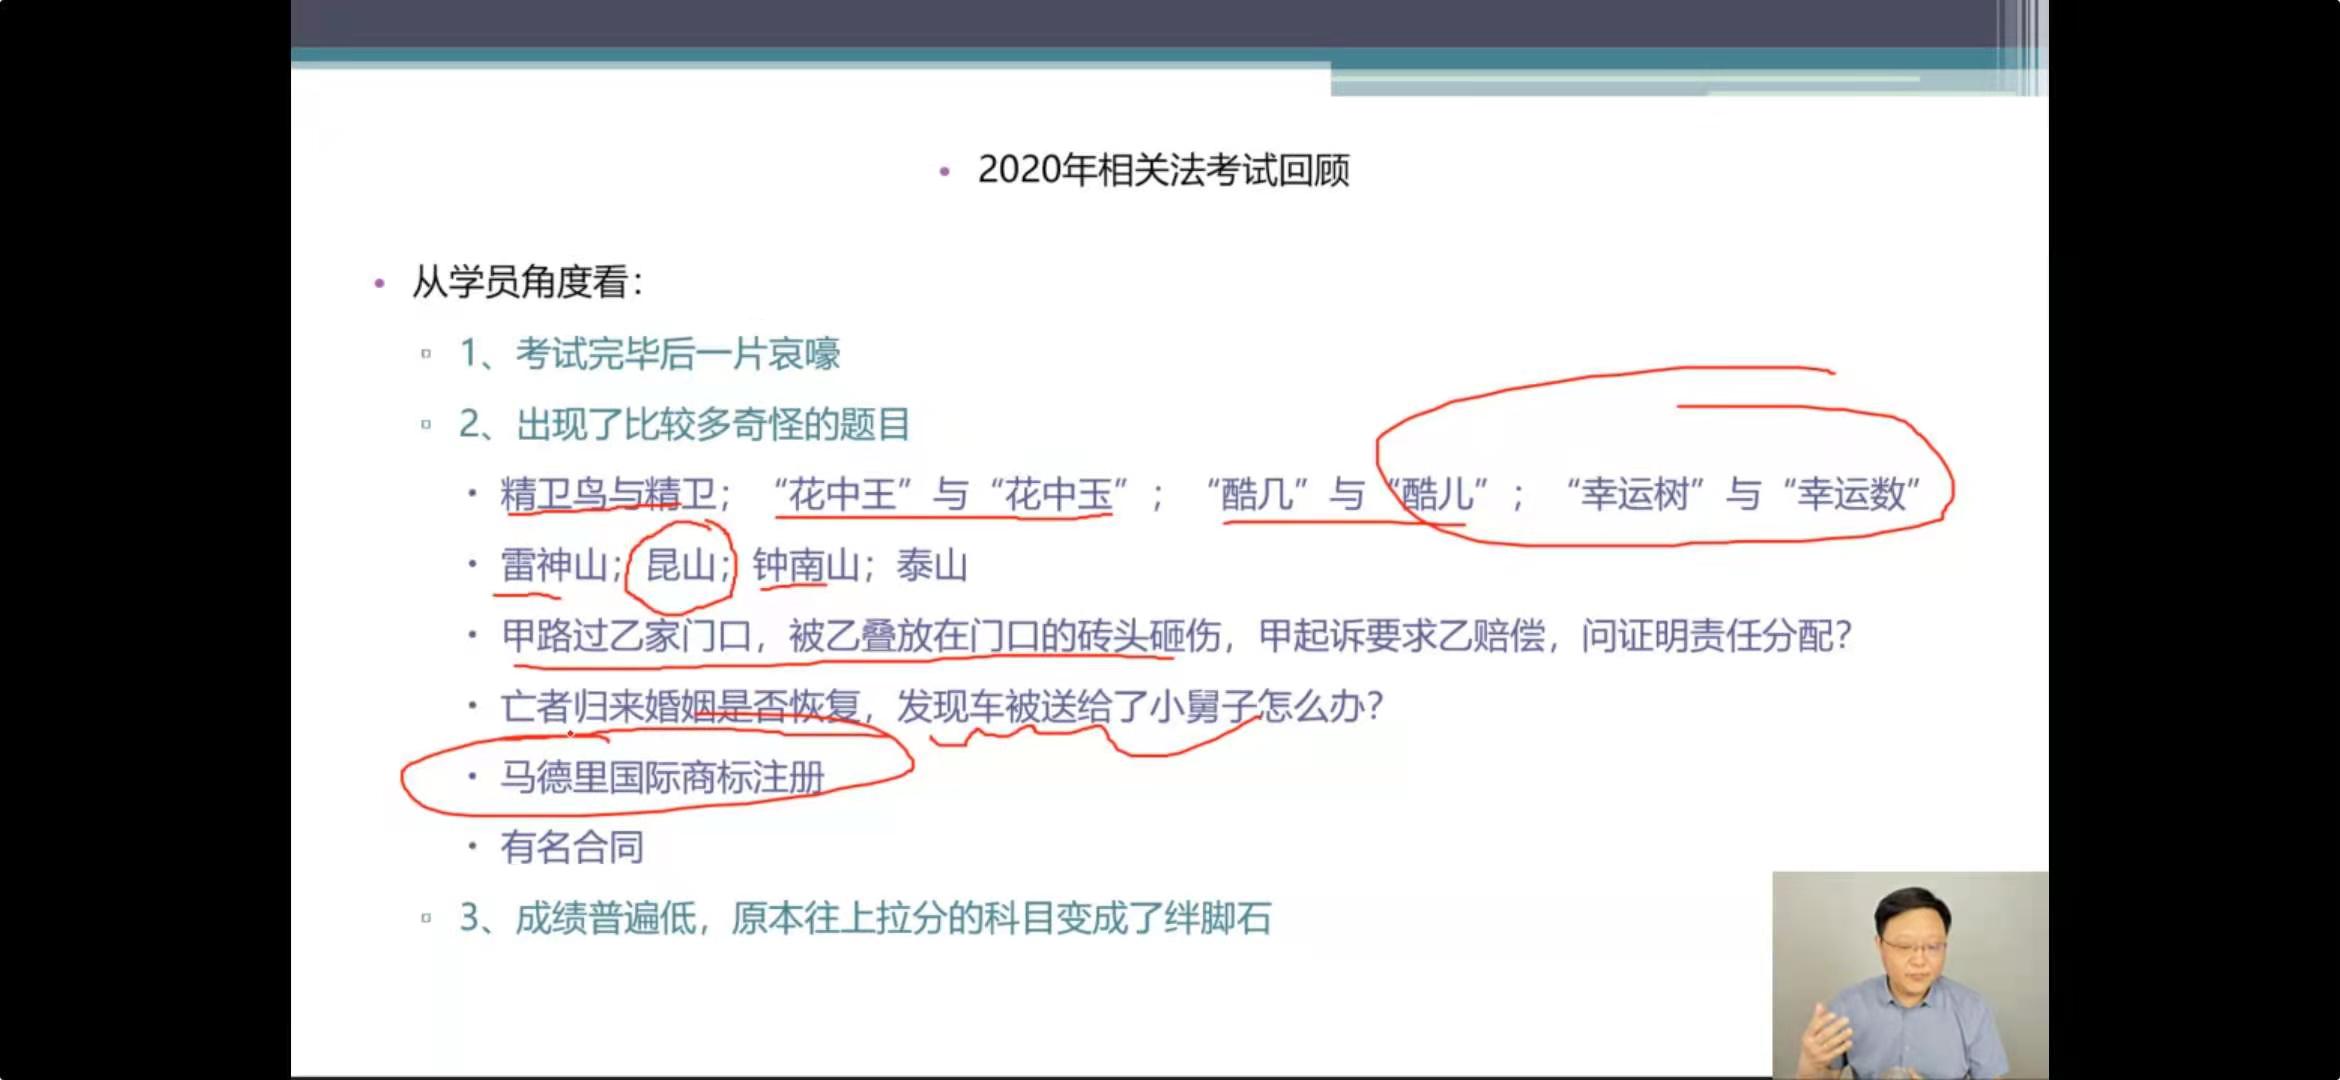 • 2020年相关法考试回顾
• 从学员角度看：
▫ 1、考试完毕后一片哀嚎
▫ 2、出现了比较多奇怪的题目
• 精卫鸟与精卫；“花中王”与“花中玉”；“酷几”与“酷儿”；“幸运树”与“幸运数”
• 雷神山；昆山；钟南山；泰山
• 甲路过乙家门口，被乙叠放在门口的砖头砸伤，甲起诉要求乙赔偿，问证明责任分配？
• 亡者归来婚姻是否恢复，发现车被送给了小舅子怎么办？
• 马德里国际商标注册
• 有名合同
▫ 3、成绩普遍低，原本往上拉分的科目变成了绊脚石